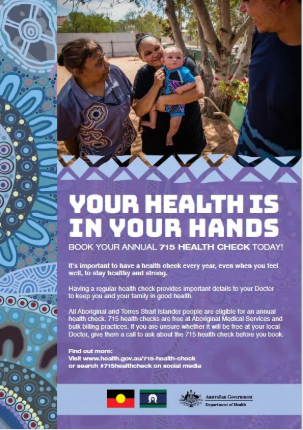 YOUR HEALTH IS
IN YOUR HANDS
BOOK YOUR ANNUAL 715 HEALTH CHECK TODAY!
It's important to have a health check every year, even when you feel
well, to stay healthy and strong.
Having a regular health check provides important details to your Doctor
to keep you and your family in good health.
All Aboriginal and Torres Strait Islander people are eligible for an annual
health check. 715 health checks are free at Aboriginal Medical Services and
bulk billing practices. If you are unsure whether it will be free at your local
Doctor, give them a call to ask about the 715 health check before you book.
Find out more:
Visit www.health.gov.au/715-health-check
or search #715healthcheck on social media
Australian Government
Department of Health